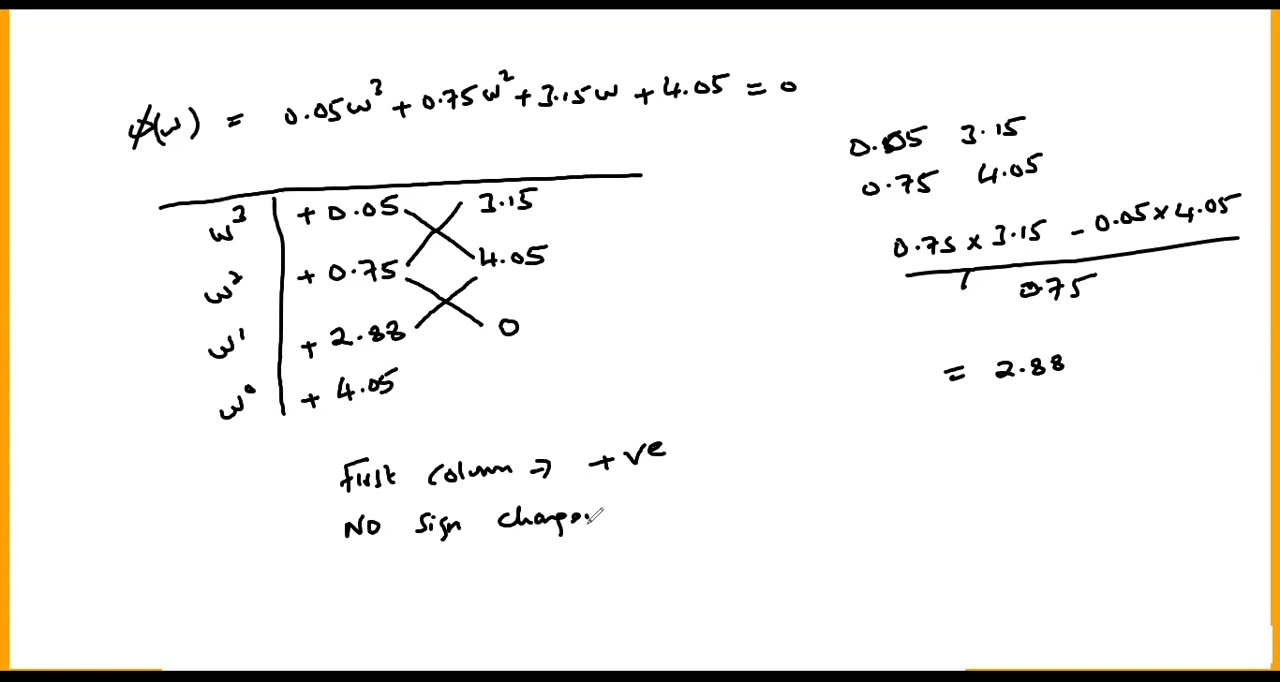 φ(w) = 0.05w³ + 0.75w² + 3.15w + 4.05 = 0
w³ + 0.05 3.15
w² + 0.75 4.05
w¹ + 2.88 0
w⁰ + 4.05
First column ⇒ +ve
No sign change
0.05 3.15
0.75 4.05
0.75 × 3.15 - 0.05 × 4.05
0.75
= 2.88